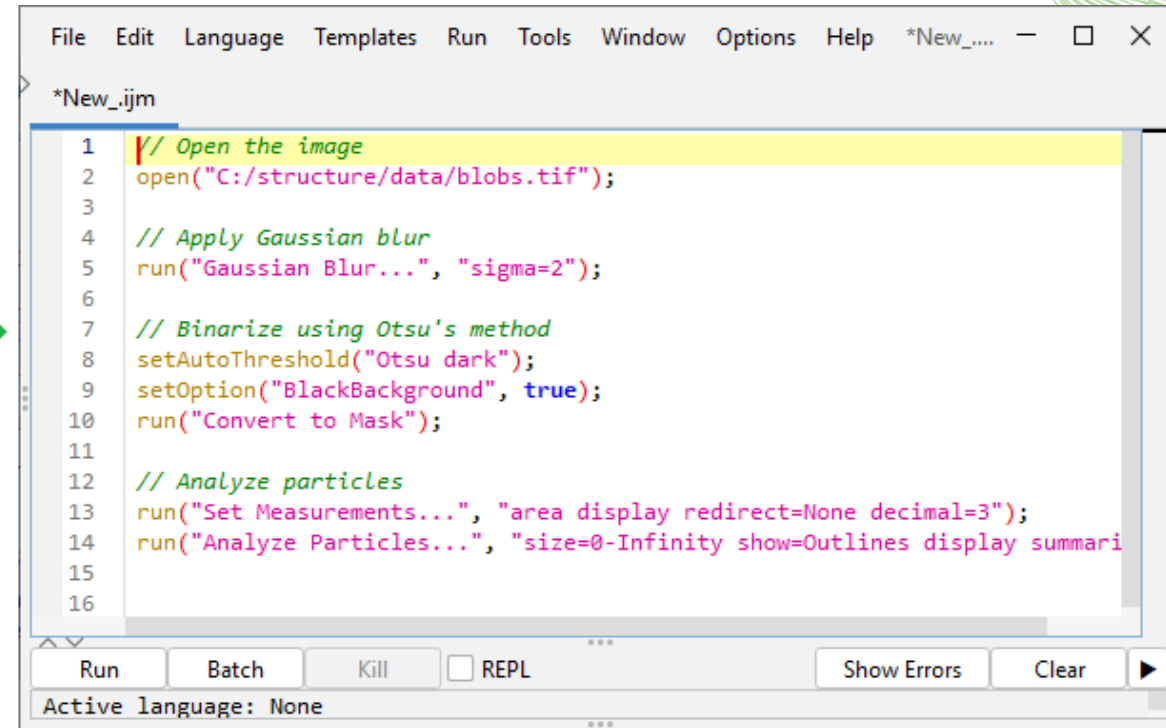 File Edit Language Templates Run Tools Window Options Help *New_....
*New_.ijm
1 // Open the image
2 open("C:/structure/data/blobs.tif");
3
4 // Apply Gaussian blur
5 run("Gaussian Blur...", "sigma=2");
6
7 // Binarize using Otsu's method
8 setAutoThreshold("Otsu dark");
9 setOption("BlackBackground", true);
10 run("Convert to Mask");
11
12 // Analyze particles
13 run("Set Measurements...", "area display redirect=None decimal=3");
14 run("Analyze Particles...", "size=0-Infinity show=Outlines display summari
15
16
Run Batch Kill REPL Show Errors Clear
Active language: None